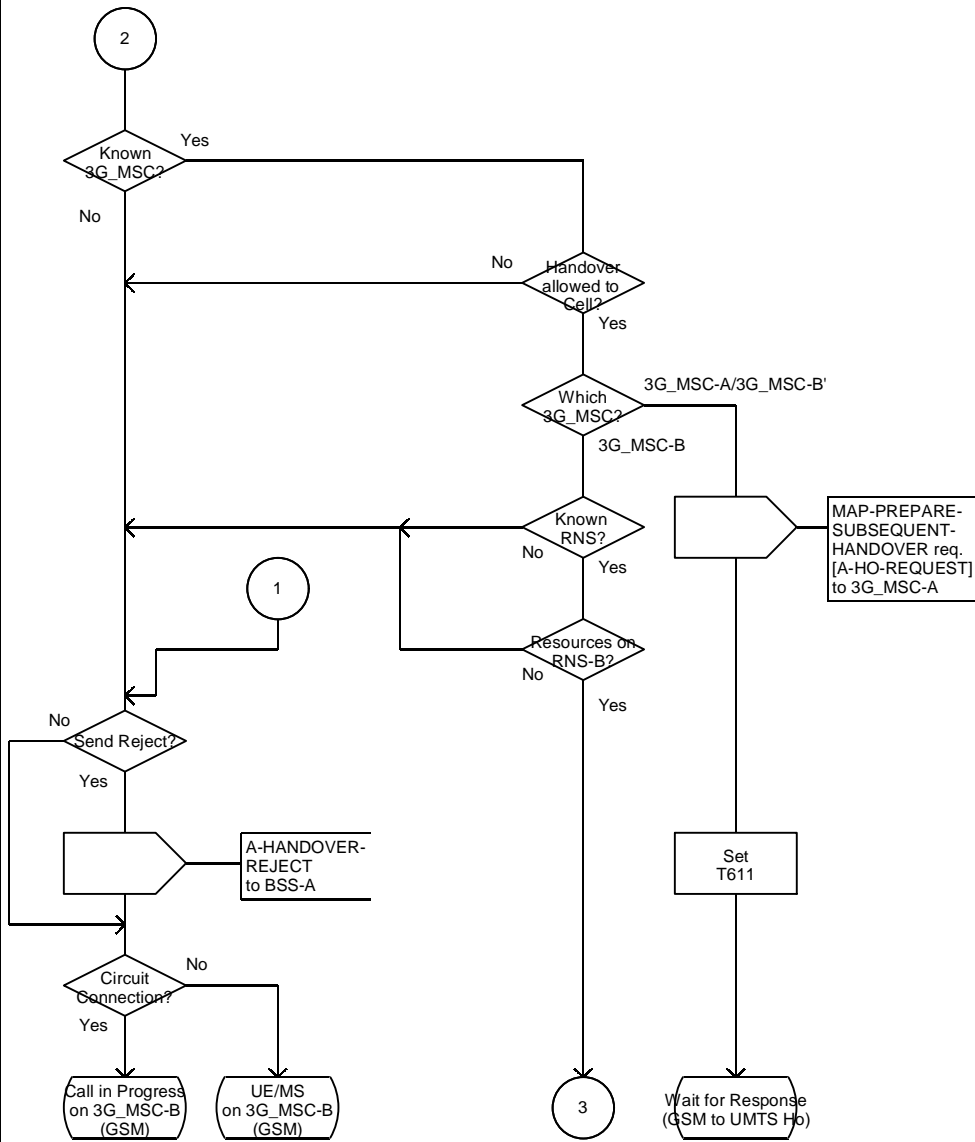 2
Yes
Known
3G_MSC?
No
No
Handover
allowed to
Cell?
Yes
3G_MSC-A/3G_MSC-B'
Which
3G_MSC?
3G_MSC-B
Known
RNS?
No
Yes
MAP-PREPARE-
SUBSEQUENT-
HANDOVER req.
[A-HO-REQUEST]
to 3G_MSC-A
1
Resources on
RNS-B?
No
Yes
No
Send Reject?
Yes
A-HANDOVER-
REJECT
to BSS-A
Set
T611
No
Circuit
Connection?
Yes
Call in Progress
on 3G_MSC-B
(GSM)
UE/MS
on 3G_MSC-B
(GSM)
3
Wait for Response
(GSM to UMTS Ho)